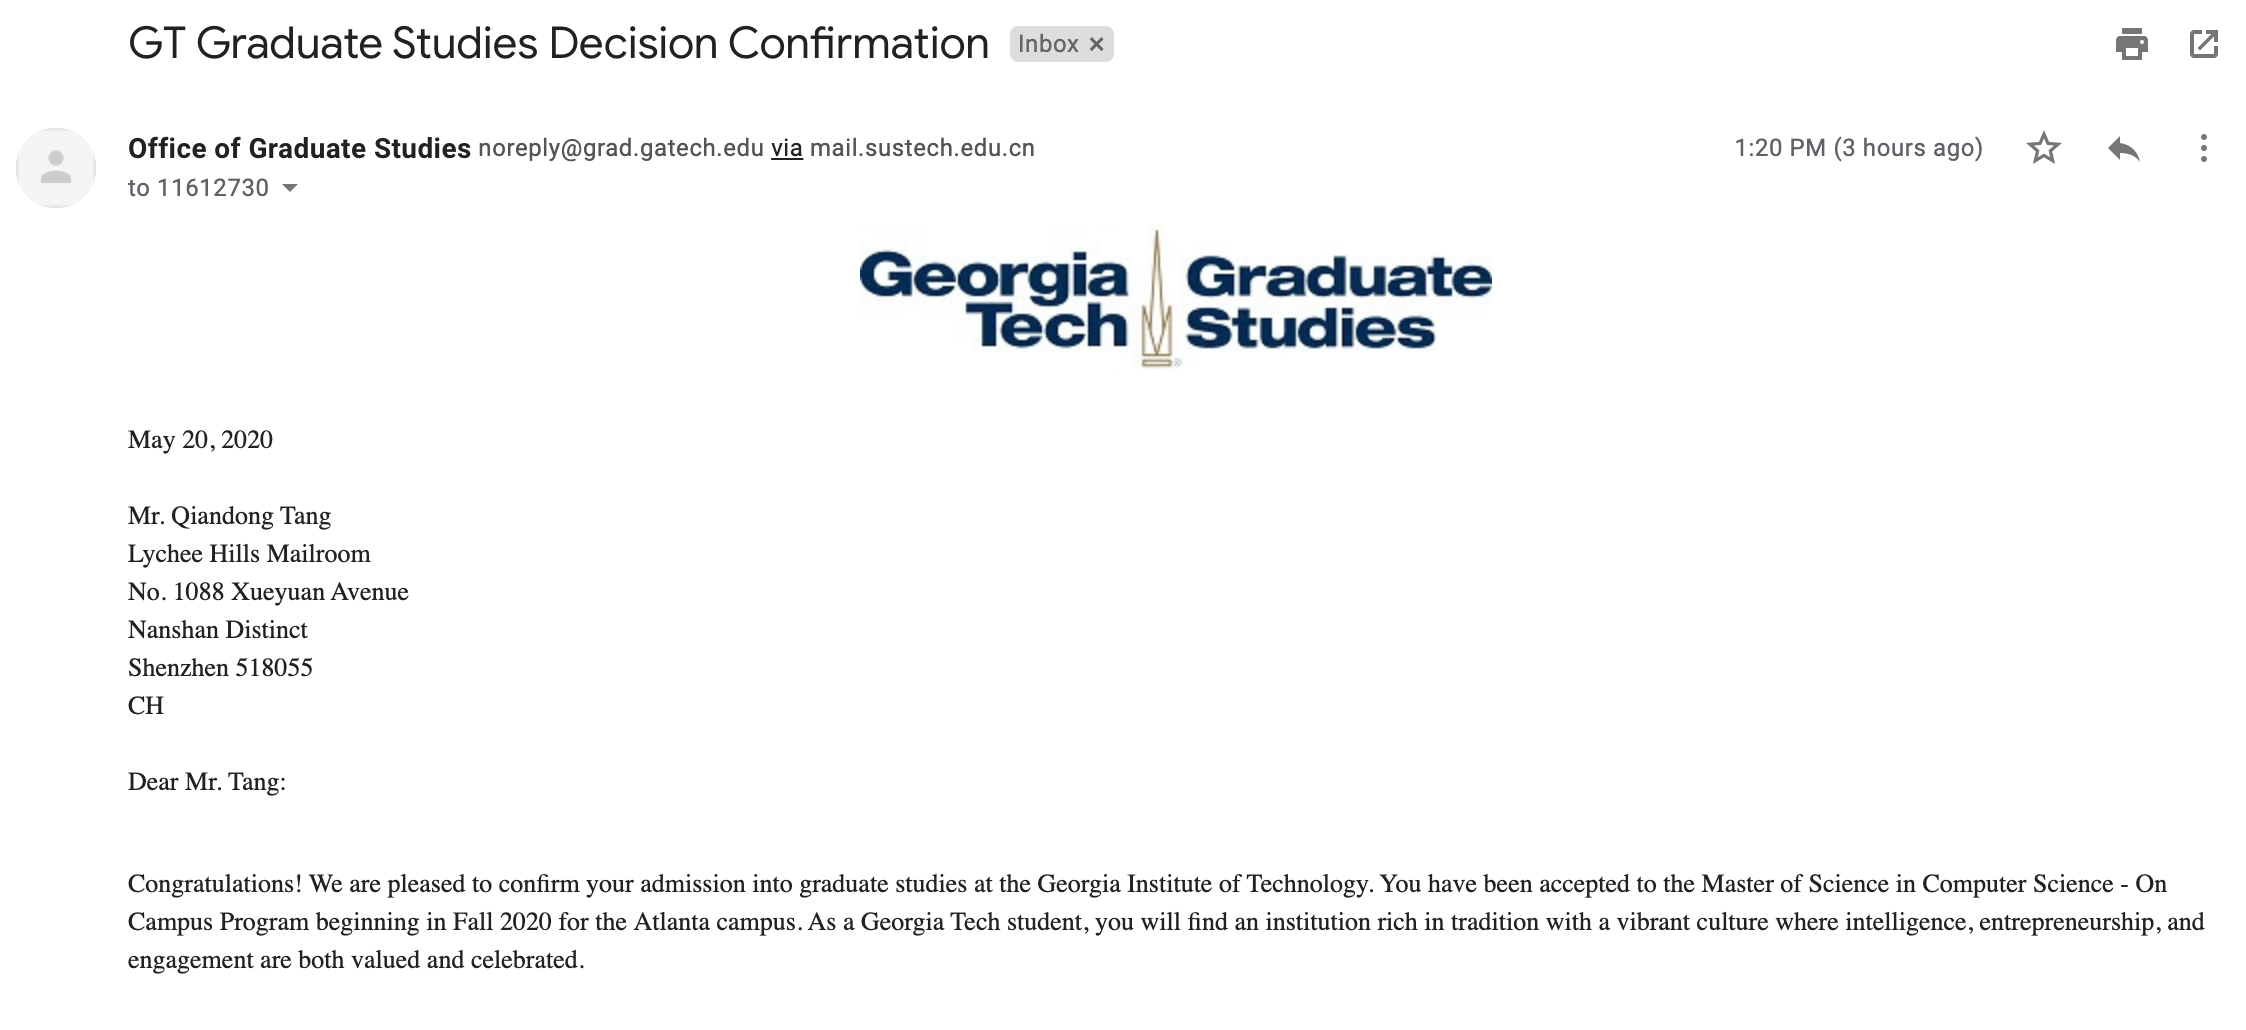 GT Graduate Studies Decision Confirmation Inbox ×
Office of Graduate Studies noreply@grad.gatech.edu via mail.sustech.edu.cn 1:20 PM (3 hours ago)
to 11612730
Georgia Tech Graduate Studies
May 20, 2020
Mr. Qiandong Tang
Lychee Hills Mailroom
No. 1088 Xueyuan Avenue
Nanshan Distinct
Shenzhen 518055
CH
Dear Mr. Tang:
Congratulations! We are pleased to confirm your admission into graduate studies at the Georgia Institute of Technology. You have been accepted to the Master of Science in Computer Science - On
Campus Program beginning in Fall 2020 for the Atlanta campus. As a Georgia Tech student, you will find an institution rich in tradition with a vibrant culture where intelligence, entrepreneurship, and
engagement are both valued and celebrated.